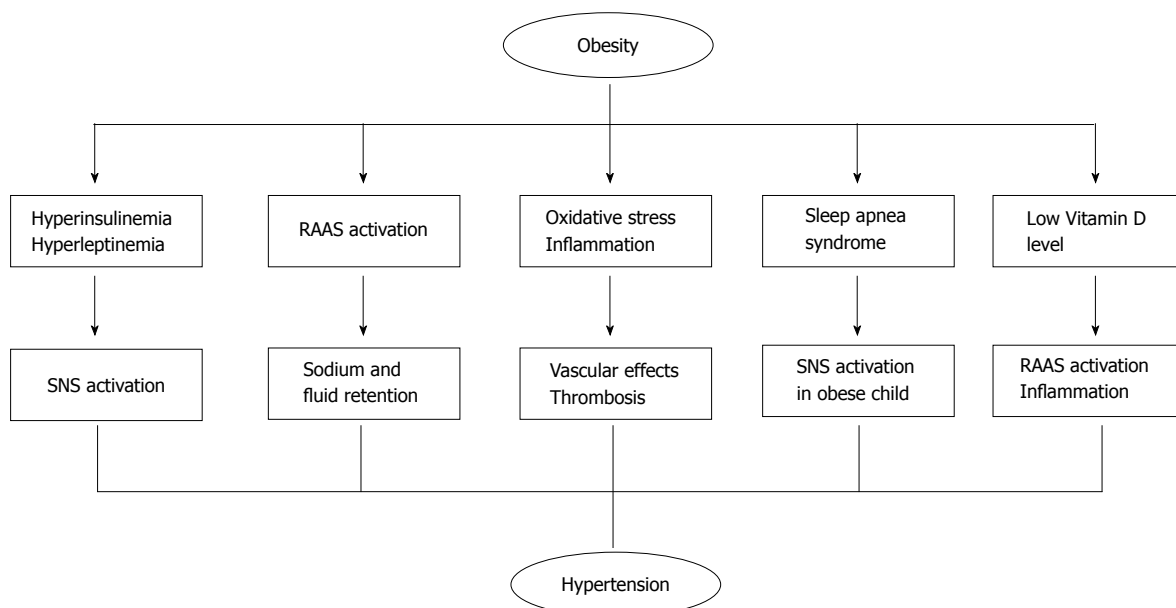 Obesity
Hyperinsulinemia
Hyperleptinemia
RAAS activation
Oxidative stress
Inflammation
Sleep apnea
syndrome
Low Vitamin D
level
SNS activation
Sodium and
fluid retention
Vascular effects
Thrombosis
SNS activation
in obese child
RAAS activation
Inflammation
Hypertension